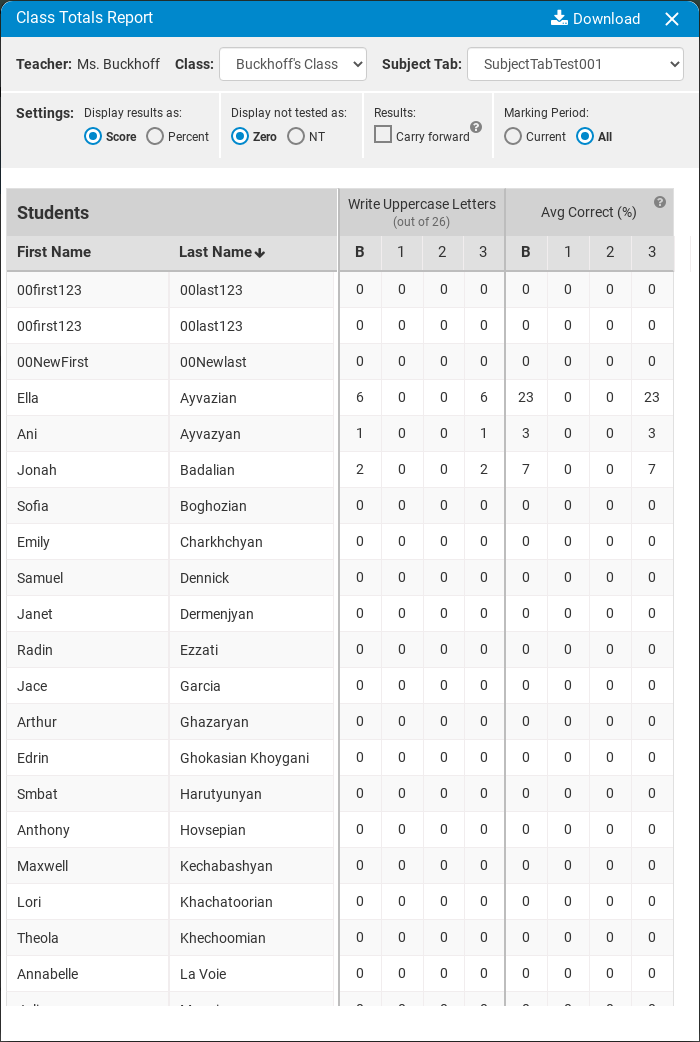 Class Totals Report Download
Teacher: Ms. Buckhoff Class: Buckhoff's Class Subject Tab: SubjectTabTest001
Settings: Display results as: Display not tested as: Results: Marking Period:
Score Percent Zero NT Carry forward ? Current All
Students Write Uppercase Letters (out of 26) Avg Correct (%) ?
First Name Last Name B 1 2 3 B 1 2 3
00first123 00last123 0 0 0 0 0 0 0 0
00first123 00last123 0 0 0 0 0 0 0 0
00NewFirst 00Newlast 0 0 0 0 0 0 0 0
Ella Ayvazian 6 0 0 6 23 0 0 23
Ani Ayvazyan 1 0 0 1 3 0 0 3
Jonah Badalian 2 0 0 2 7 0 0 7
Sofia Boghozian 0 0 0 0 0 0 0 0
Emily Charkhchyan 0 0 0 0 0 0 0 0
Samuel Dennick 0 0 0 0 0 0 0 0
Janet Dermenjyan 0 0 0 0 0 0 0 0
Radin Ezzati 0 0 0 0 0 0 0 0
Jace Garcia 0 0 0 0 0 0 0 0
Arthur Ghazaryan 0 0 0 0 0 0 0 0
Edrin Ghokasian Khoygani 0 0 0 0 0 0 0 0
Smbat Harutyunyan 0 0 0 0 0 0 0 0
Anthony Hovsepian 0 0 0 0 0 0 0 0
Maxwell Kechabashyan 0 0 0 0 0 0 0 0
Lori Khachatoorian 0 0 0 0 0 0 0 0
Theola Khechoomian 0 0 0 0 0 0 0 0
Annabelle La Voie 0 0 0 0 0 0 0 0